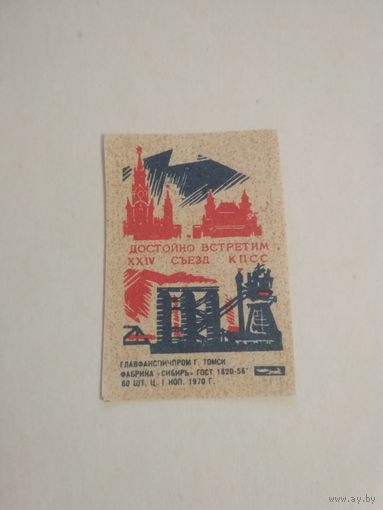 ДОСТОЙНО ВСТРЕТИМ
XXIV СЪЕЗД КПСС
ГЛАВФАНСПИЧПРОМ Г. ТОМСК
ФАБРИКА «СИБИРЬ» ГОСТ 1820-56
60 ШТ. Ц. 1 КОП. 1970 Г.
www.ay.by